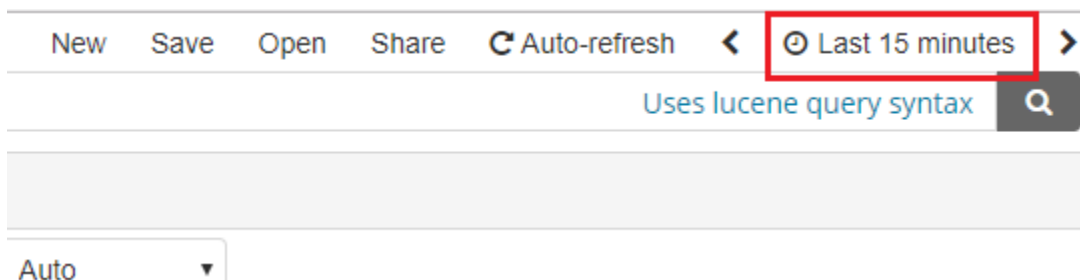 New Save Open Share Auto-refresh Last 15 minutes
Uses lucene query syntax
Auto